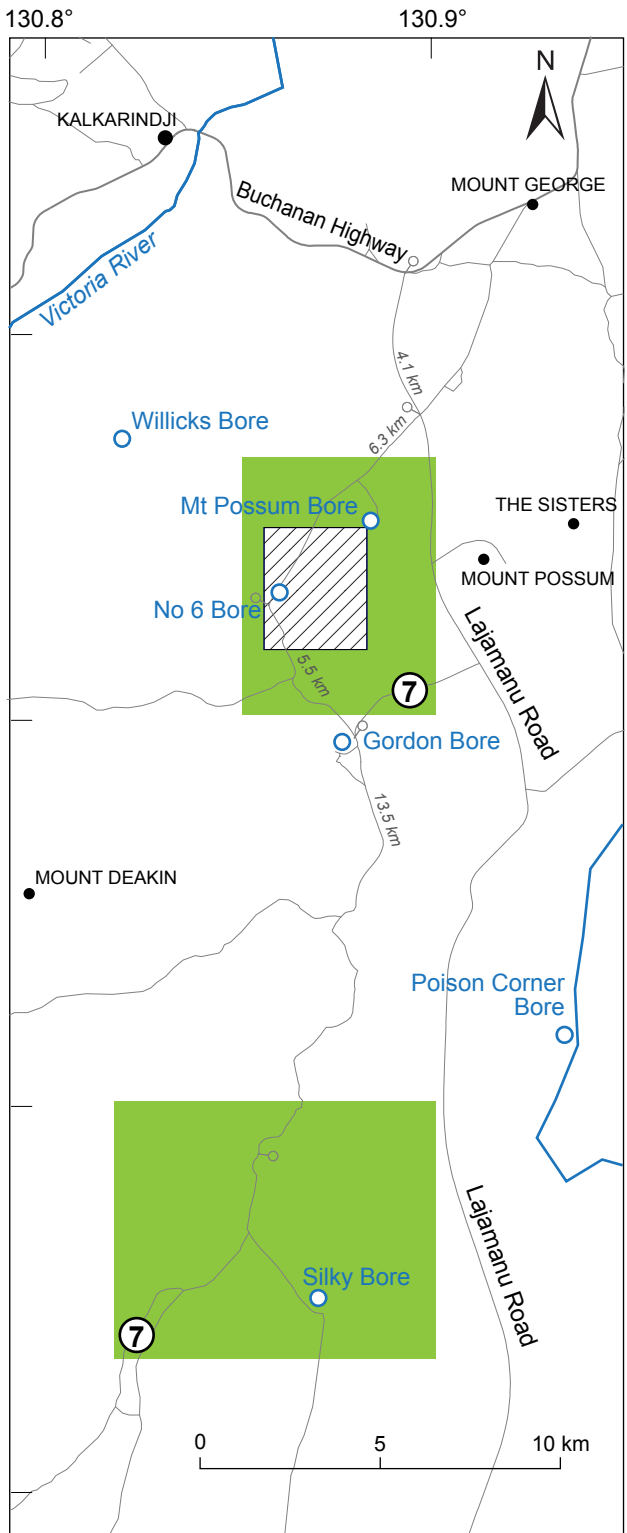 130.8°
130.9°
N
KALKARINDJI
MOUNT GEORGE
Buchanan Highway
Victoria River
4.1 km
Willicks Bore
6.3 km
Mt Possum Bore
THE SISTERS
MOUNT POSSUM
No 6 Bore
Lajamanu Road
5.5 km
7
Gordon Bore
13.5 km
MOUNT DEAKIN
Poison Corner
Bore
Lajamanu Road
Silky Bore
7
0
5
10 km